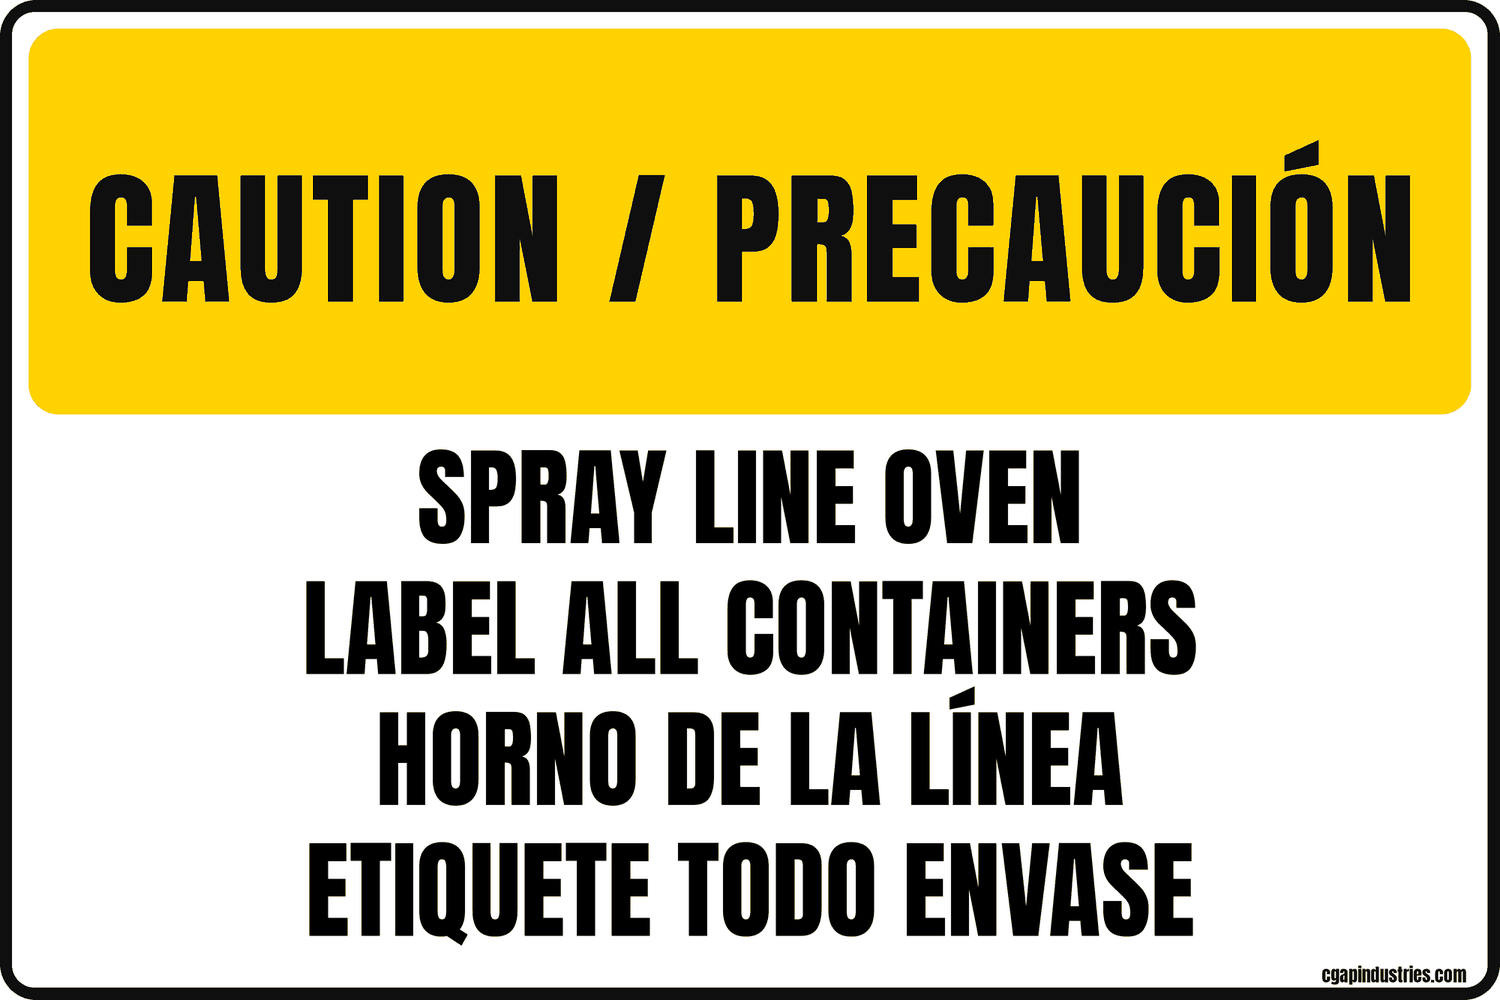 CAUTION / PRECAUCIÓN
SPRAY LINE OVEN
LABEL ALL CONTAINERS
HORNO DE LA LÍNEA
ETIQUETE TODO ENVASE
cgapindustries.com